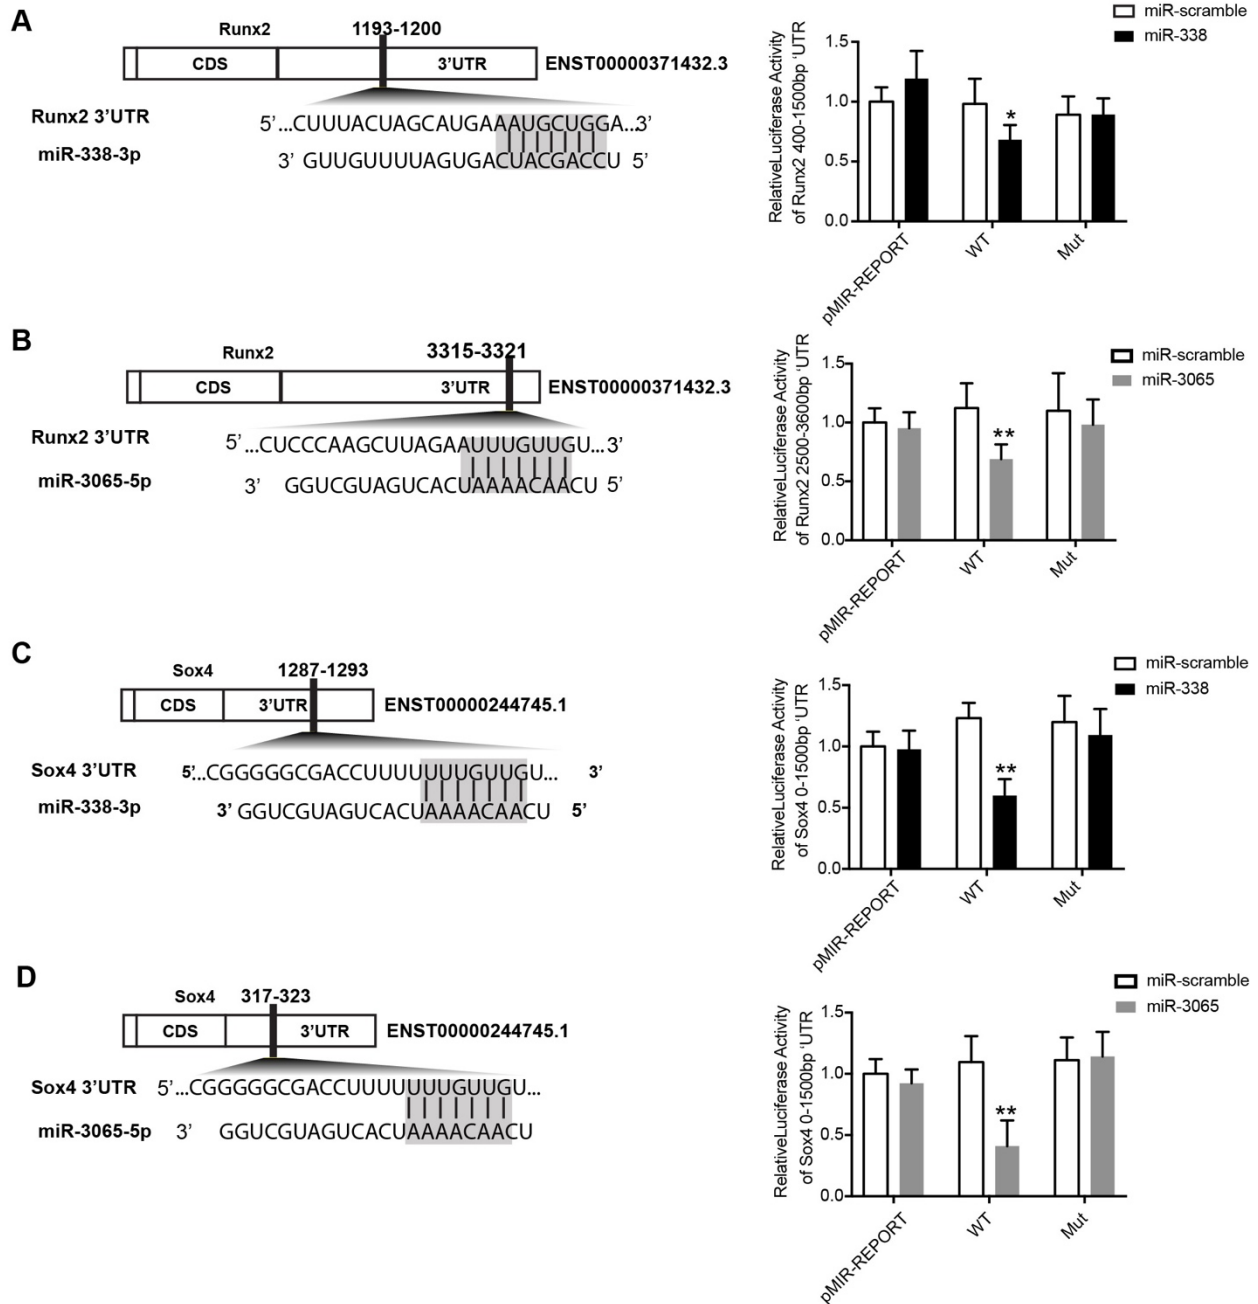 A
Runx2
1193-1200
CDS
3'UTR
ENST00000371432.3
Runx2 3'UTR
5'...CUUUACUAGCAUGAAAUGCUGGA...3'
miR-338-3p
3' GUUGUUUUAGUGACUACGACCU 5'
miR-scramble
miR-338
RelativeLuciferase Activity
of Runx2 400-1500bp 'UTR
1.5
1.0
0.5
0.0
*
pMIR-REPORT
WT
Mut
B
Runx2
3315-3321
CDS
3'UTR
ENST00000371432.3
Runx2 3'UTR
5'...CUCCCAAGCUUAGAAUUUGUUGU...3'
miR-3065-5p
3' GGUCGUAGUCACUAAAACAACU 5'
miR-scramble
miR-3065
RelativeLuciferase Activity
of Runx2 2500-3600bp 'UTR
1.5
1.0
0.5
0.0
**
pMIR-REPORT
WT
Mut
C
Sox4
1287-1293
CDS
3'UTR
ENST00000244745.1
Sox4 3'UTR
5'...CGGGGGCGACCUUUUUUUGUUGU... 3'
miR-338-3p
3' GGUCGUAGUCACUAAAACAACU 5'
miR-scramble
miR-338
RelativeLuciferase Activity
of Sox4 0-1500bp 'UTR
1.5
1.0
0.5
0.0
**
pMIR-REPORT
WT
Mut
D
Sox4
317-323
CDS
3'UTR
ENST00000244745.1
Sox4 3'UTR
5'...CGGGGGCGACCUUUUUUUGUUGU...
miR-3065-5p
3' GGUCGUAGUCACUAAAACAACU
miR-scramble
miR-3065
RelativeLuciferase Activity
of Sox4 0-1500bp 'UTR
1.5
1.0
0.5
0.0
**
pMIR-REPORT
WT
Mut